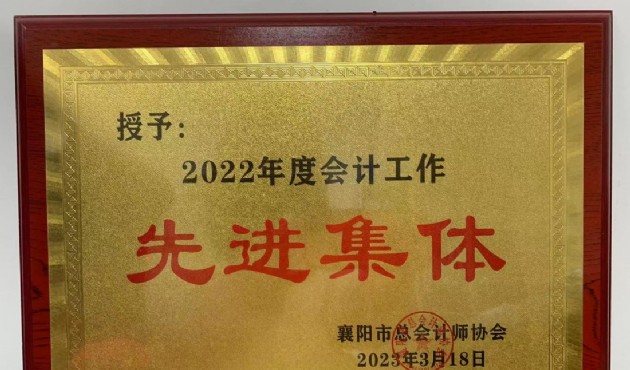 授予：
2022年度会计工作
先进集体
襄阳市总会计师协会
2023年3月18日